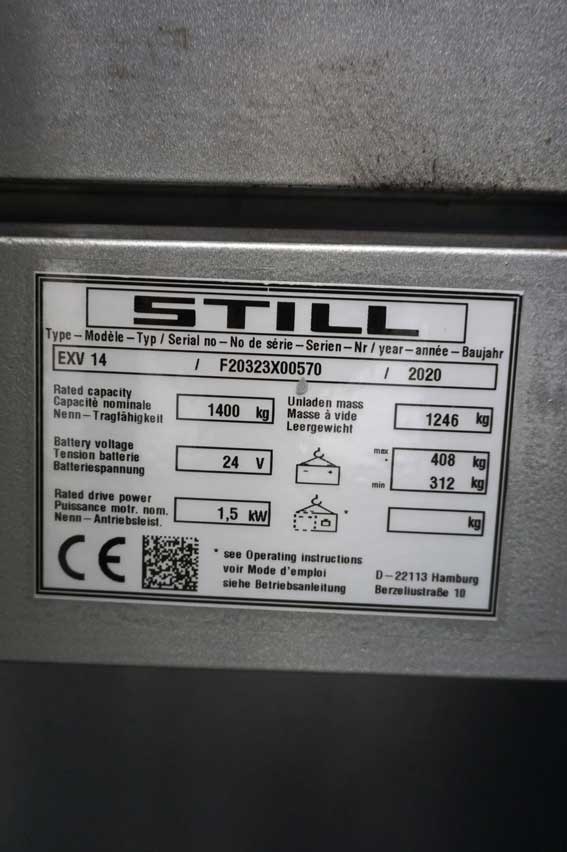 STILL
Type – Modèle – Typ / Serial no – No de série – Serien – Nr / year – année – Baujahr
EXV 14 / F20323X00570 / 2020
Rated capacity
Capacité nominale
Nenn – Tragfähigkeit
1400 kg
Unladen mass
Masse à vide
Leergewicht
1246 kg
Battery voltage
Tension batterie
Batteriespannung
24 V
max
*
408 kg
min
312 kg
Rated drive power
Puissance motr. nom.
Nenn – Antriebsleist.
1,5 kW
*
kg
CE
* see Operating instructions
voir Mode d'emploi
siehe Betriebsanleitung
D – 22113 Hamburg
Berzeliustraße 10